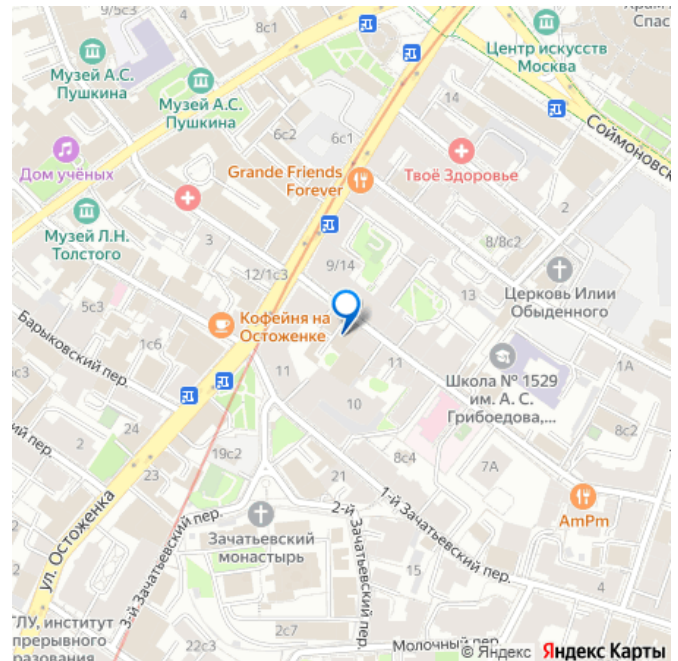 9/5с3
4
8с1
Музей А.С.
Пушкина
Музей А.С.
Пушкина
Центр искусств
Москва
Спас
14
Соймоновск
6с2
6с1
Дом учёных
Grande Friends
Forever
Твоё Здоровье
2
Музей Л.Н.
Толстого
3
8/8с2
9/14
12/1с3
13
Церковь Илии
Обыденного
5с3
Кофейня на
Остоженке
Барыковский пер.
1с6
1А
11
11
Школа № 1529
им. А. С.
Грибоедова,...
10
24
2
ий пер.
8с2
19с2
8с4
7А
23
21
ул. Остоженка
1-й Зачатьевский пер.
2-й Зачатьевский пер.
AmPm
Зачатьевский
монастырь
3-й Зачатьевский пер.
15
4
ГЛУ, институт
прерывного
разования
2с7
22с3
Молочный пер.
© Яндекс Яндекс Карты